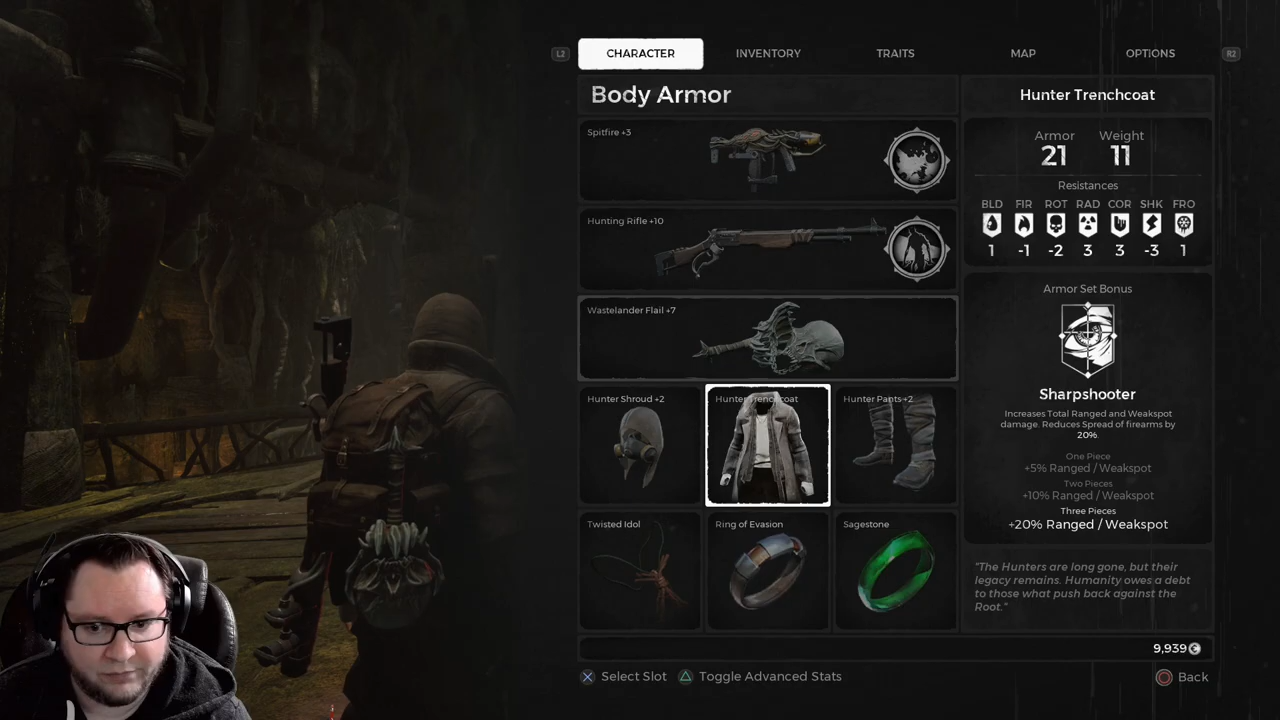 L2
CHARACTER
INVENTORY
TRAITS
MAP
OPTIONS
R2
Body Armor
Spitfire +3
Hunting Rifle +10
Wastelander Flail +7
Hunter Shroud +2
Hunter Trenchcoat
Hunter Pants +2
Twisted Idol
Ring of Evasion
Sagestone
Hunter Trenchcoat
Armor Weight
21 11
Resistances
BLD FIR ROT RAD COR SHK FRO
1 -1 -2 3 3 -3 1
Armor Set Bonus
Sharpshooter
Increases Total Ranged and Weakspot
damage. Reduces Spread of firearms by
20%.
One Piece
+5% Ranged / Weakspot
Two Pieces
+10% Ranged / Weakspot
Three Pieces
+20% Ranged / Weakspot
"The Hunters are long gone, but their
legacy remains. Humanity owes a debt
to those what push back against the
Root."
9,939
Select Slot
Toggle Advanced Stats
Back